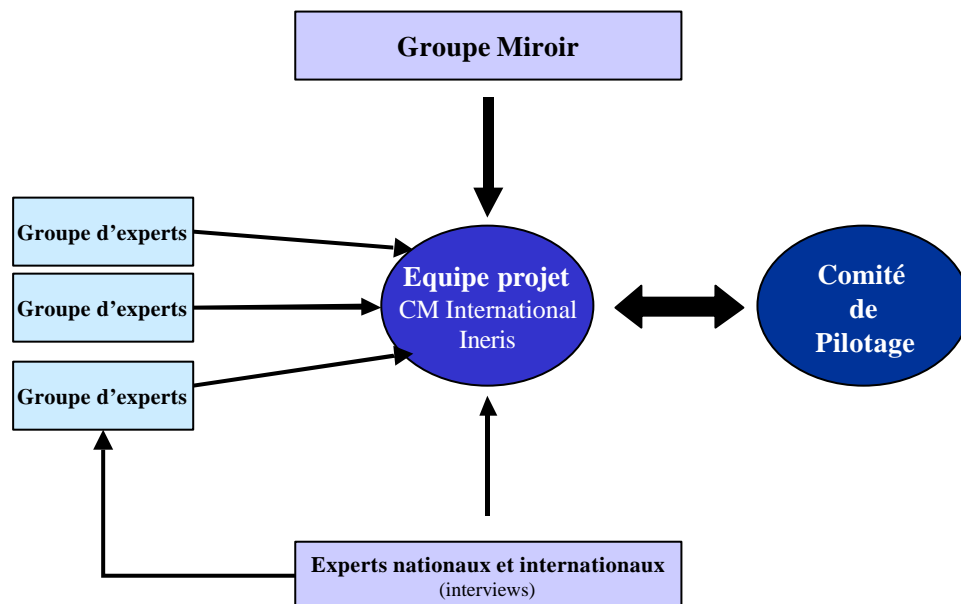 Groupe Miroir
Groupe d’experts
Groupe d’experts
Groupe d’experts
Equipe projet
CM International
Ineris
Comité
de
Pilotage
Experts nationaux et internationaux
(interviews)